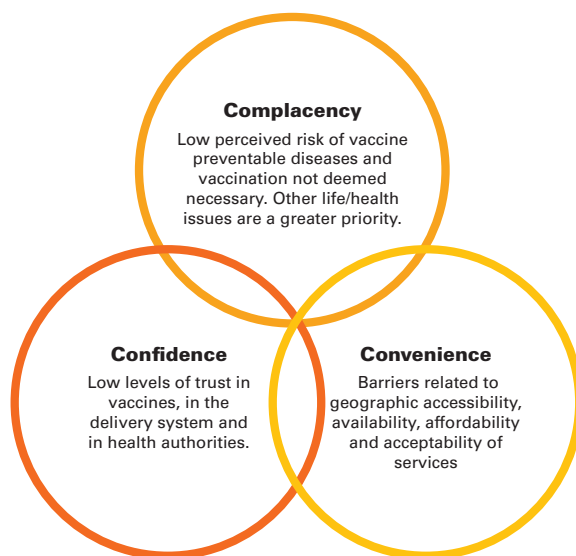 Complacency
Low perceived risk of vaccine
preventable diseases and
vaccination not deemed
necessary. Other life/health
issues are a greater priority.
Confidence
Low levels of trust in
vaccines, in the
delivery system and
in health authorities.
Convenience
Barriers related to
geographic accessibility,
availability, affordability
and acceptability of
services